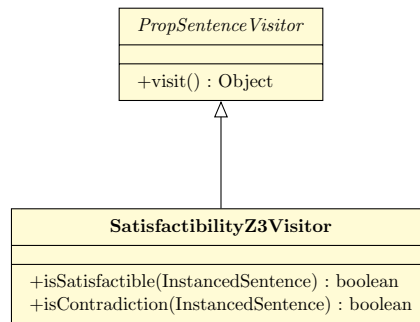 PropSentenceVisitor
+visit() : Object
SatisfactibilityZ3Visitor
+isSatisfactible(InstancedSentence) : boolean
+isContradiction(InstancedSentence) : boolean